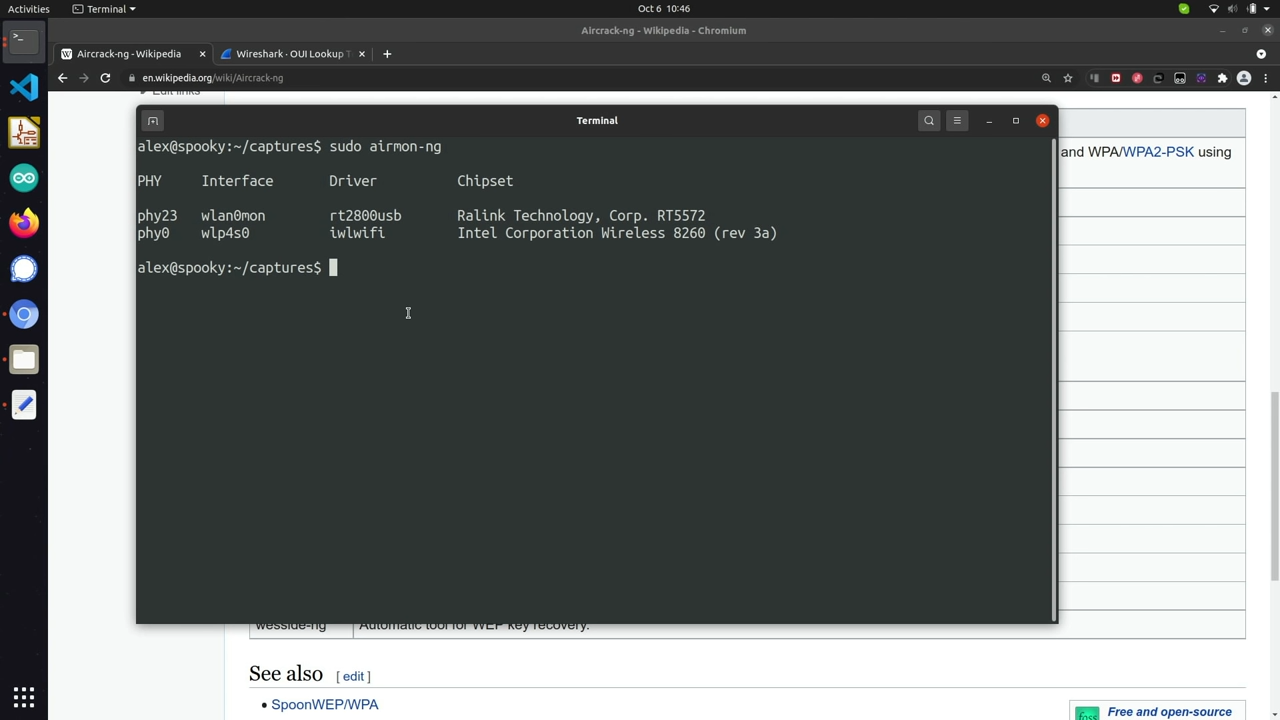 Activities
Terminal
Oct 6 10:46
Aircrack-ng - Wikipedia - Chromium
Aircrack-ng - Wikipedia
Wireshark · OUI Lookup T
en.wikipedia.org/wiki/Aircrack-ng
Edit links
Terminal
alex@spooky:~/captures$ sudo airmon-ng
and WPA/WPA2-PSK using
PHY Interface Driver Chipset
phy23 wlan0mon rt2800usb Ralink Technology, Corp. RT5572
phy0 wlp4s0 iwlwifi Intel Corporation Wireless 8260 (rev 3a)
alex@spooky:~/captures$
wesside-ng Automatic tool for WEP key recovery.
See also [ edit ]
• SpoonWEP/WPA
foss
Free and open-source